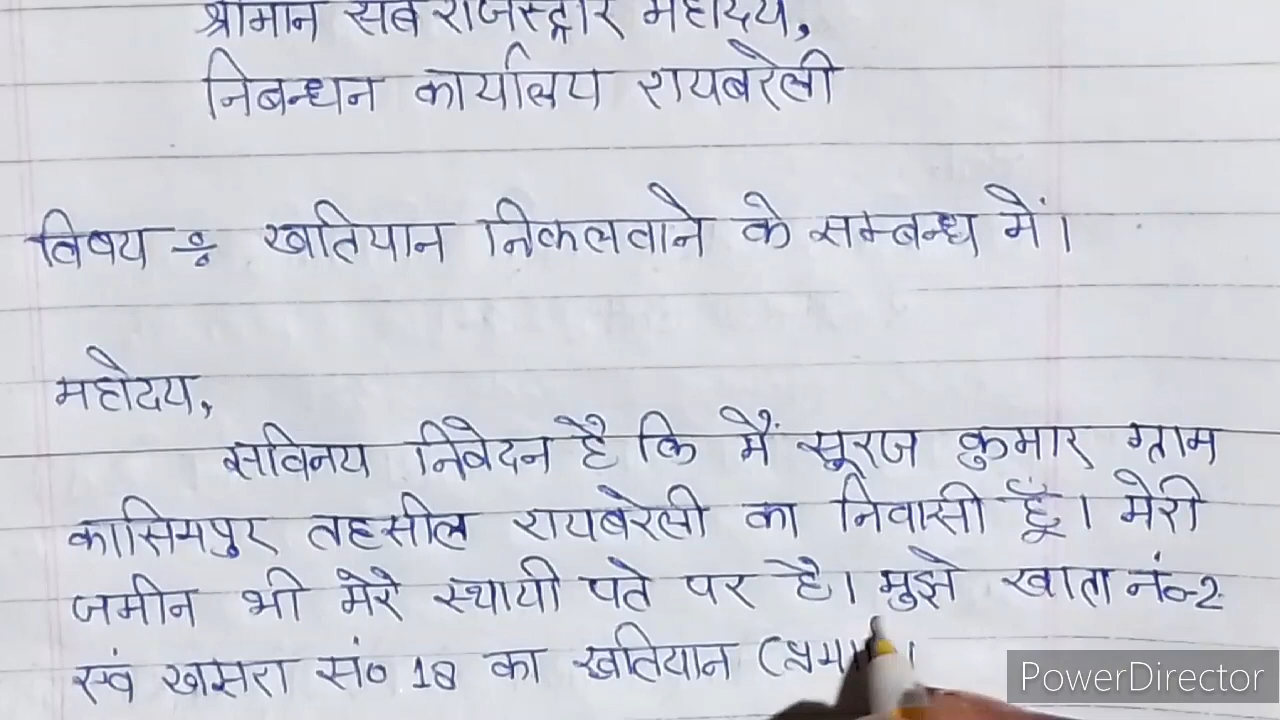 श्रीमान सब राजस्ट्रार महोदय,
निबन्धन कार्यालय रायबरेली
विषय ÷ खतियान निकलवाने के सम्बन्ध में।
महोदय,
सविनय निवेदन है कि मैं सूरज कुमार ग्राम
कासिमपुर तहसील रायबरेली का निवासी हूँ। मेरी
जमीन भी मेरे स्थायी पते पर है। मुझे खाता नं०-2
एवं खसरा सं० 18 का खतियान
PowerDirector